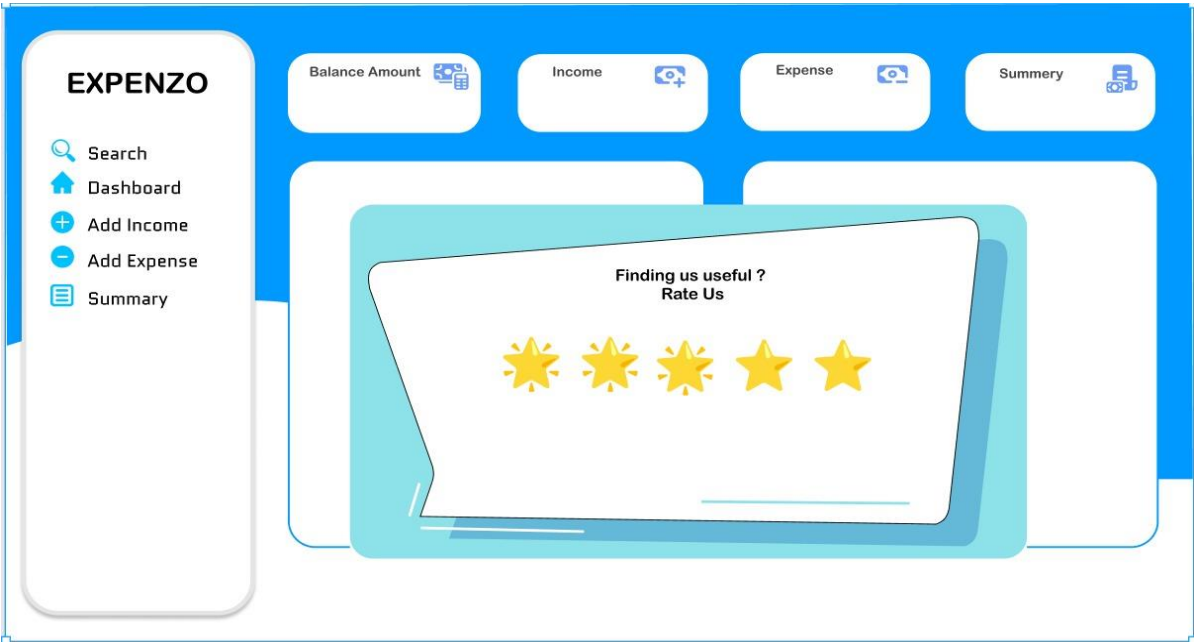 EXPENZO
Search
Dashboard
Add Income
Add Expense
Summary
Balance Amount
Income
Expense
Summery
Finding us useful ?
Rate Us